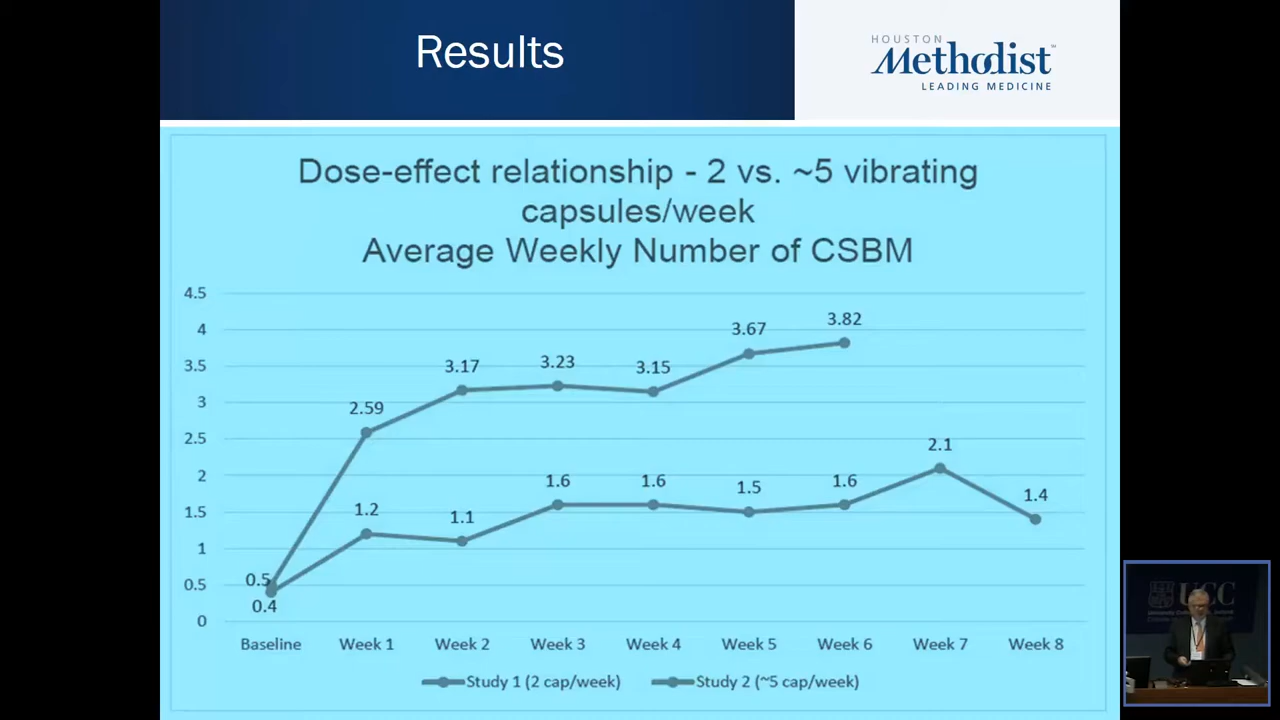 Results
HOUSTON
Methodist
LEADING MEDICINE
Dose-effect relationship - 2 vs. ~5 vibrating
capsules/week
Average Weekly Number of CSBM
4.5
4
3.5
3
2.5
2
1.5
1
0.5
0
2.59
3.17
3.23
3.15
3.67
3.82
0.5
0.4
1.2
1.1
1.6
1.6
1.5
1.6
2.1
1.4
Baseline Week 1 Week 2 Week 3 Week 4 Week 5 Week 6 Week 7 Week 8
Study 1 (2 cap/week) Study 2 (~5 cap/week)
UCC